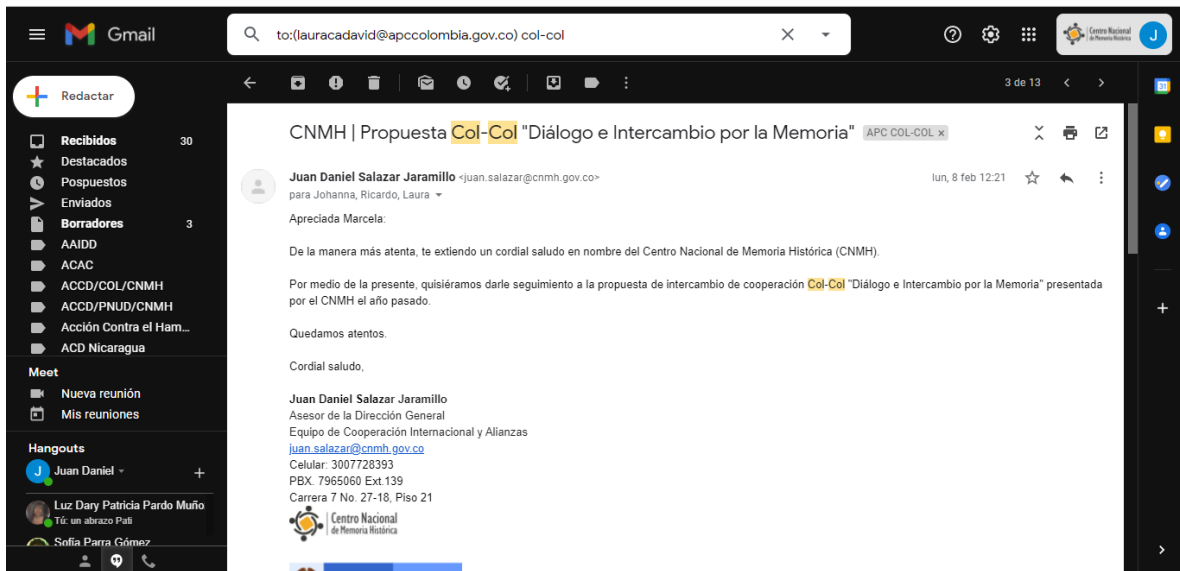 Gmail
to:(lauracadavid@apccolombia.gov.co) col-col
Centro Nacional
de Memoria Histórica
J
Redactar
3 de 13
31
Recibidos 30
Destacados
Pospuestos
Enviados
Borradores 3
AAIDD
ACAC
ACCD/COL/CNMH
ACCD/PNUD/CNMH
Acción Contra el Ham...
ACD Nicaragua
Meet
Nueva reunión
Mis reuniones
Hangouts
J Juan Daniel
Luz Dary Patricia Pardo Muño
Tú: un abrazo Pati
Sofía Parra Gómez
CNMH | Propuesta Col-Col "Diálogo e Intercambio por la Memoria" APC COL-COL x
Juan Daniel Salazar Jaramillo <juan.salazar@cnmh.gov.co> lun, 8 feb 12:21
para Johanna, Ricardo, Laura
Apreciada Marcela:
De la manera más atenta, te extiendo un cordial saludo en nombre del Centro Nacional de Memoria Histórica (CNMH).
Por medio de la presente, quisiéramos darle seguimiento a la propuesta de intercambio de cooperación Col-Col "Diálogo e Intercambio por la Memoria" presentada
por el CNMH el año pasado.
Quedamos atentos.
Cordial saludo,
Juan Daniel Salazar Jaramillo
Asesor de la Dirección General
Equipo de Cooperación Internacional y Alianzas
juan.salazar@cnmh.gov.co
Celular: 3007728393
PBX. 7965060 Ext.139
Carrera 7 No. 27-18, Piso 21
Centro Nacional
de Memoria Histórica